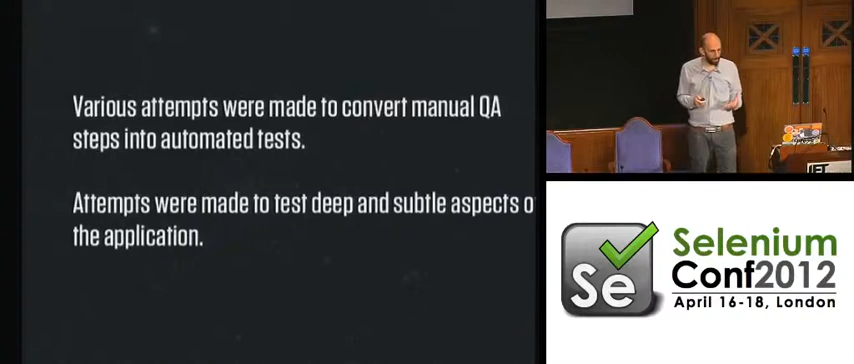 Various attempts were made to convert manual QA
steps into automated tests.
Attempts were made to test deep and subtle aspects o
the application.
IET
Se
Selenium
Conf2012
April 16-18, London